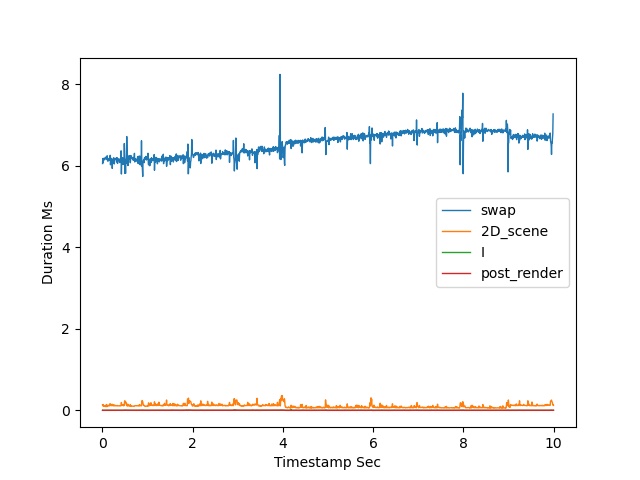 8
6
4
2
0
Duration Ms
swap
2D_scene
I
post_render
0 2 4 6 8 10
Timestamp Sec